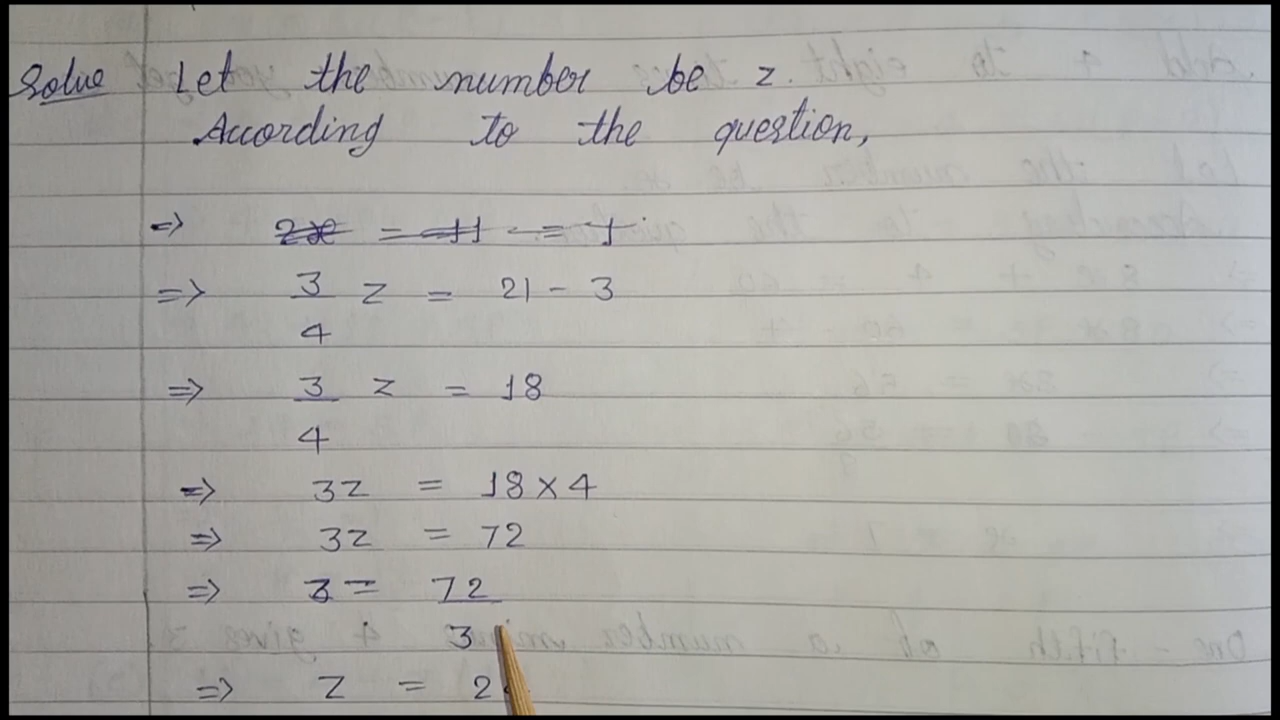 Solve Let the number be z.
According to the question,
⇒ 2x = 11 = 1
⇒ 3/4 z = 21 - 3
⇒ 3/4 z = 18
⇒ 3z = 18 × 4
⇒ 3z = 72
⇒ z = 72/3
⇒ z = 2